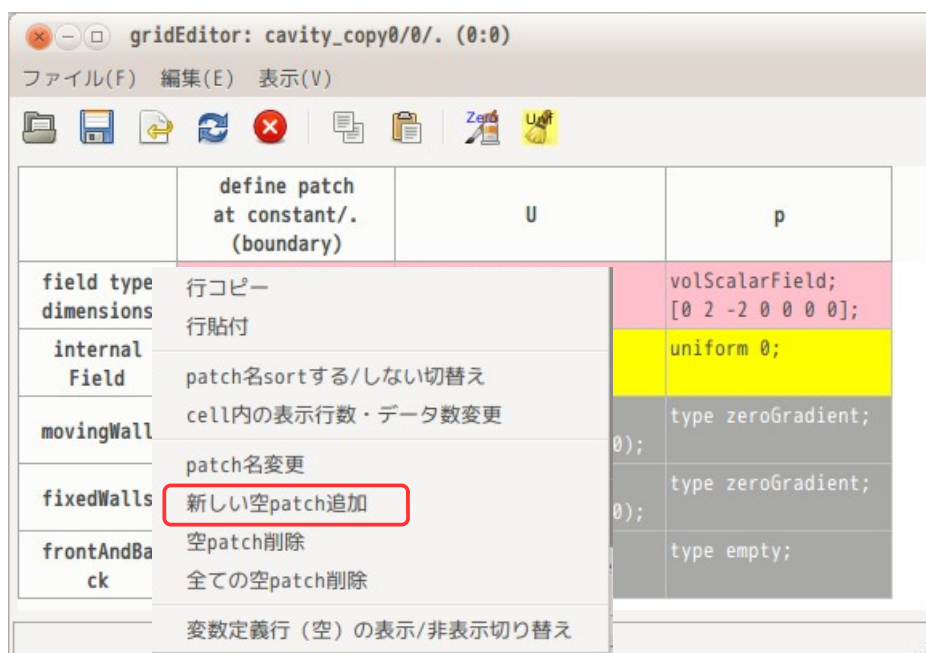 gridEditor: cavity_copy0/0/. (0:0)
ファイル(F) 編集(E) 表示(V)
Zero Unif
define patch
at constant/.
(boundary)
U
p
field type
dimensions
volScalarField;
[0 2 -2 0 0 0 0];
internal
Field
uniform 0;
movingWall
0);
type zeroGradient;
fixedWalls
0);
type zeroGradient;
frontAndBa
ck
type empty;
行コピー
行貼付
patch名sortする/しない切替え
cell内の表示行数・データ数変更
patch名変更
新しい空patch追加
空patch削除
全ての空patch削除
変数定義行（空）の表示/非表示切り替え